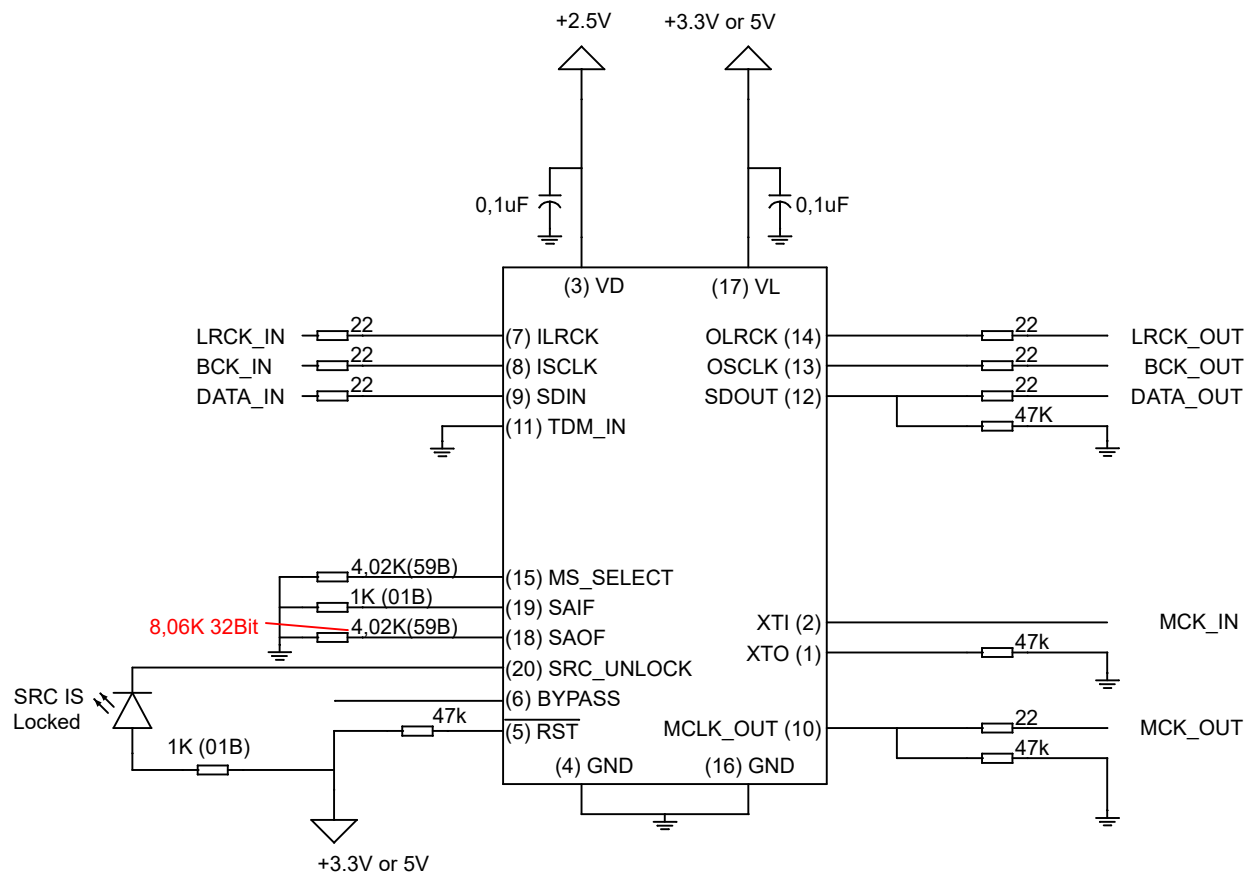 +2.5V
+3.3V or 5V
0,1uF
0,1uF
(3) VD
(17) VL
LRCK_IN
22
(7) ILRCK
OLRCK (14)
22
LRCK_OUT
BCK_IN
22
(8) ISCLK
OSCLK (13)
22
BCK_OUT
DATA_IN
22
(9) SDIN
SDOUT (12)
22
DATA_OUT
(11) TDM_IN
47K
4,02K(59B)
(15) MS_SELECT
1K (01B)
(19) SAIF
8,06K 32Bit
4,02K(59B)
(18) SAOF
XTI (2)
MCK_IN
(20) SRC_UNLOCK
XTO (1)
47k
SRC IS
Locked
(6) BYPASS
47k
(5) RST
MCLK_OUT (10)
22
MCK_OUT
1K (01B)
47k
(4) GND
(16) GND
+3.3V or 5V